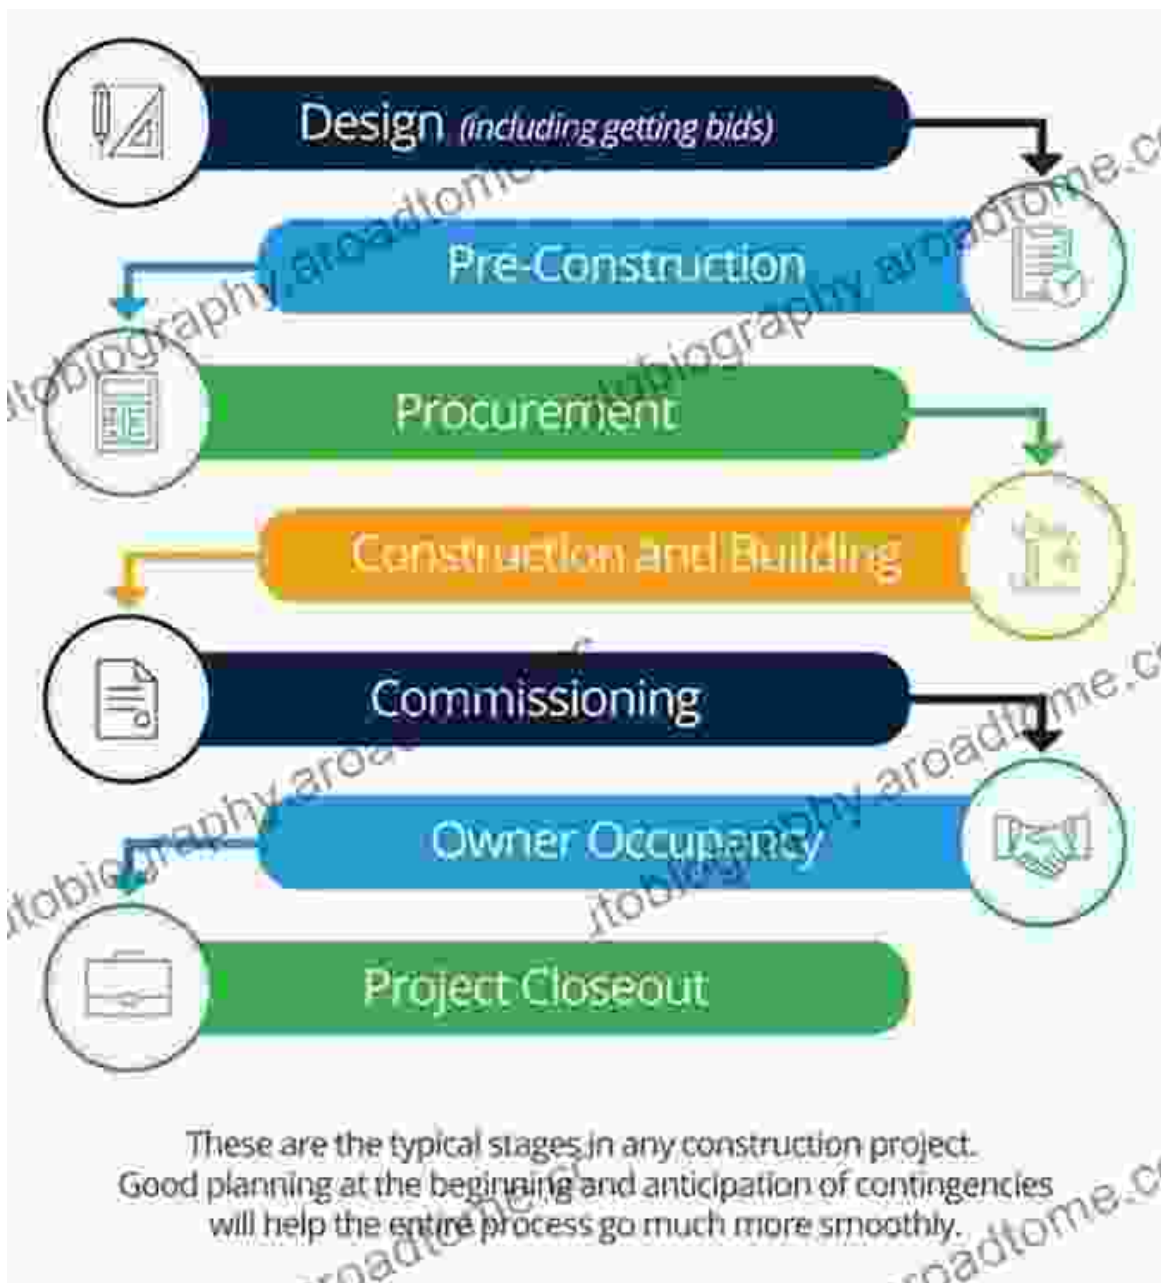 Design (including getting bids)
Pre-Construction
Procurement
Construction and Building
Commissioning
Owner Occupancy
Project Closeout
These are the typical stages in any construction project.
Good planning at the beginning and anticipation of contingencies
will help the entire process go much more smoothly.